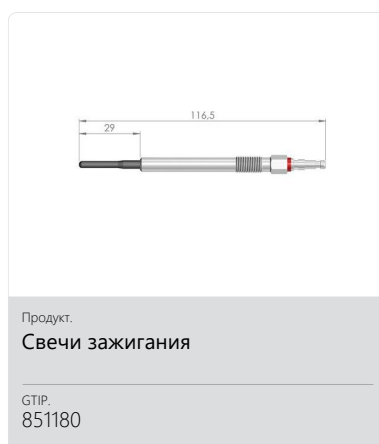 116,5
29
Продукт.
Свечи зажигания
GTIP.
851180